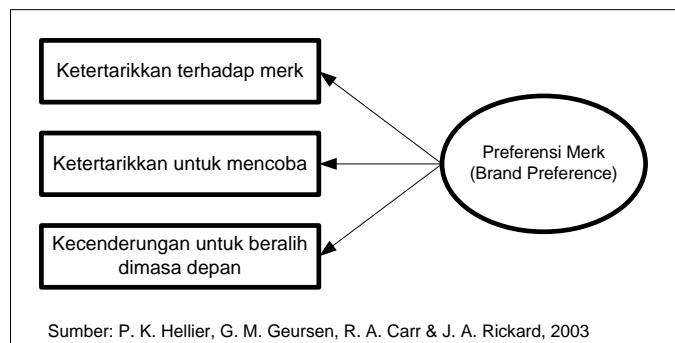 Ketertarikkan terhadap merk
Ketertarikkan untuk mencoba
Preferensi Merk
(Brand Preference)
Kecenderungan untuk beralih
dimasa depan
Sumber: P. K. Hellier, G. M. Geursen, R. A. Carr & J. A. Rickard, 2003